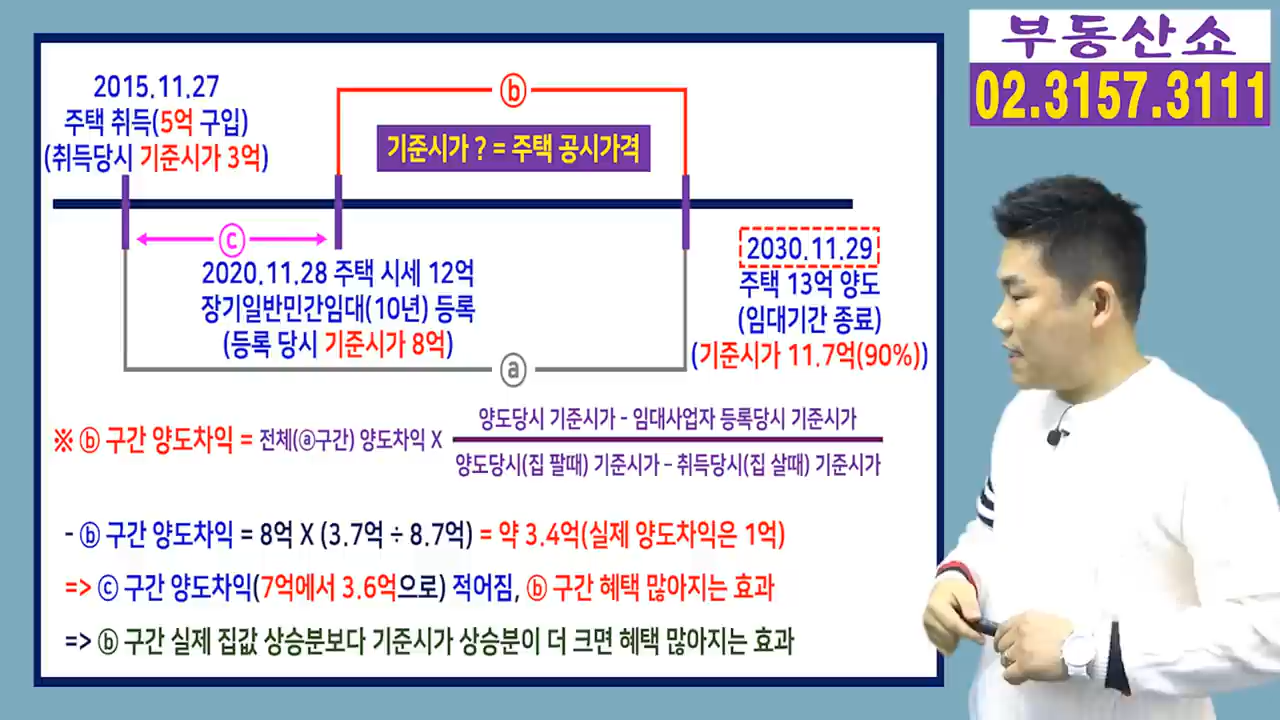 부동산쇼
02.3157.3111
2015.11.27
주택 취득(5억 구입)
(취득당시 기준시가 3억)
ⓑ
기준시가 ? = 주택 공시가격
ⓒ
2020.11.28 주택 시세 12억
장기일반민간임대(10년) 등록
(등록 당시 기준시가 8억)
2030.11.29
주택 13억 양도
(임대기간 종료)
(기준시가 11.7억(90%))
ⓐ
※ ⓑ 구간 양도차익 = 전체(ⓐ구간) 양도차익 X
양도당시 기준시가 - 임대사업자 등록당시 기준시가
양도당시(집 팔때) 기준시가 - 취득당시(집 살때) 기준시가
- ⓑ 구간 양도차익 = 8억 X (3.7억 ÷ 8.7억) = 약 3.4억(실제 양도차익은 1억)
=> ⓒ 구간 양도차익(7억에서 3.6억으로) 적어짐, ⓑ 구간 혜택 많아지는 효과
=> ⓑ 구간 실제 집값 상승분보다 기준시가 상승분이 더 크면 혜택 많아지는 효과